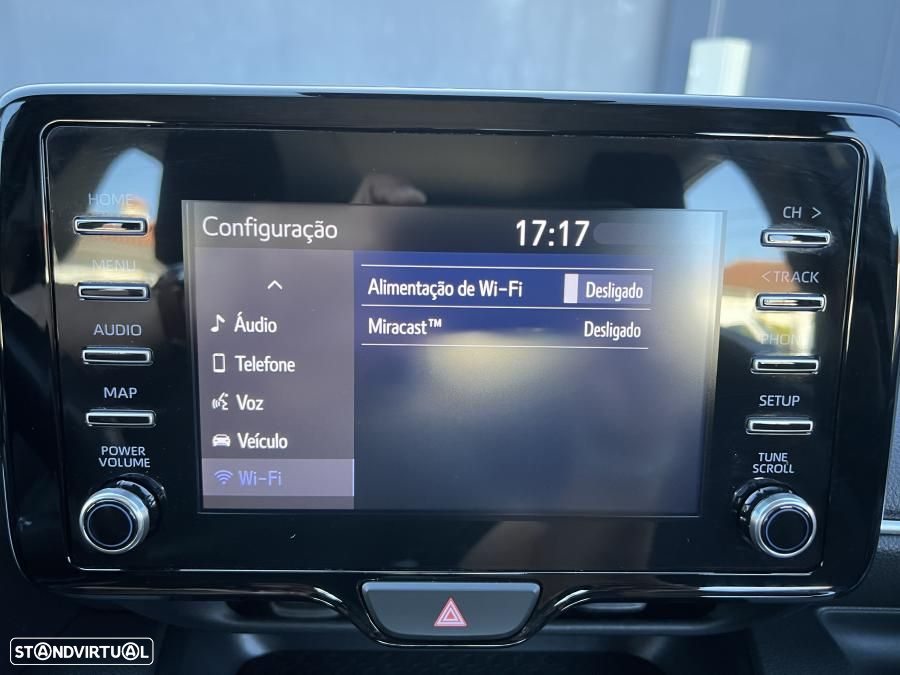 HOME
MENU
AUDIO
MAP
POWER
VOLUME
Configuração
17:17
Áudio
Telefone
Voz
Veículo
Wi-Fi
Alimentação de Wi-Fi
Desligado
Miracast™
Desligado
CH >
< TRACK
PHONE
SETUP
TUNE
SCROLL
STANDVIRTUAL